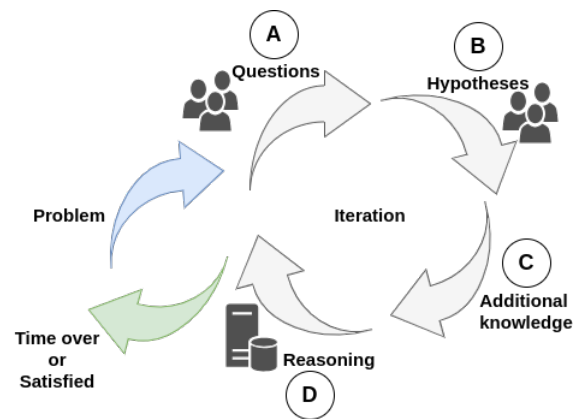 A
Questions
B
Hypotheses
Problem
Iteration
C
Additional
knowledge
Time over
or
Satisfied
Reasoning
D